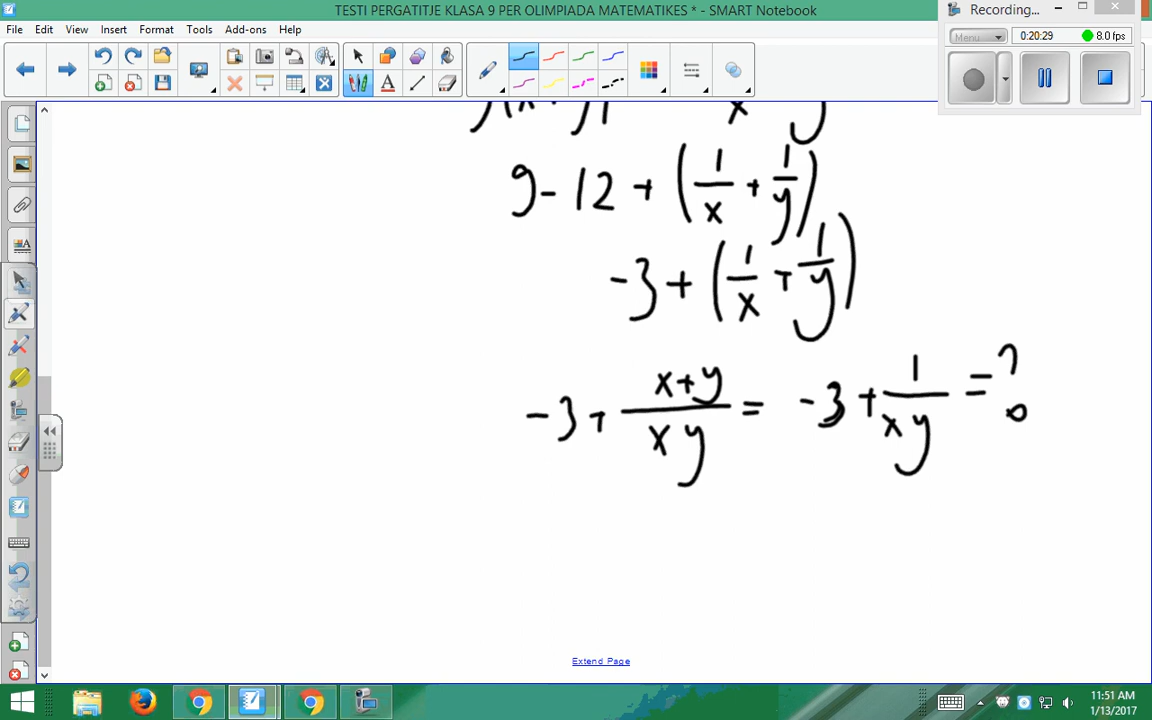 TESTI PERGATITJE KLASA 9 PER OLIMPIADA MATEMATIKES * - SMART Notebook
Recording...
File Edit View Insert Format Tools Add-ons Help
Menu 0:20:29 8.0 fps
9 - 12 + (1/x + 1/y)
-3 + (1/x + 1/y)
-3 + x+y/xy = -3 + 1/xy = ?
Extend Page
11:51 AM
1/13/2017